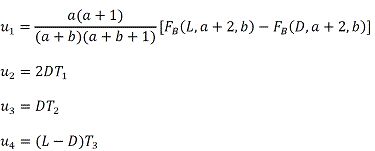 u₁ = a(a + 1) / (a + b)(a + b + 1) [F_B(L, a + 2, b) − F_B(D, a + 2, b)]
u₂ = 2DT₁
u₃ = DT₂
u₄ = (L − D)T₃